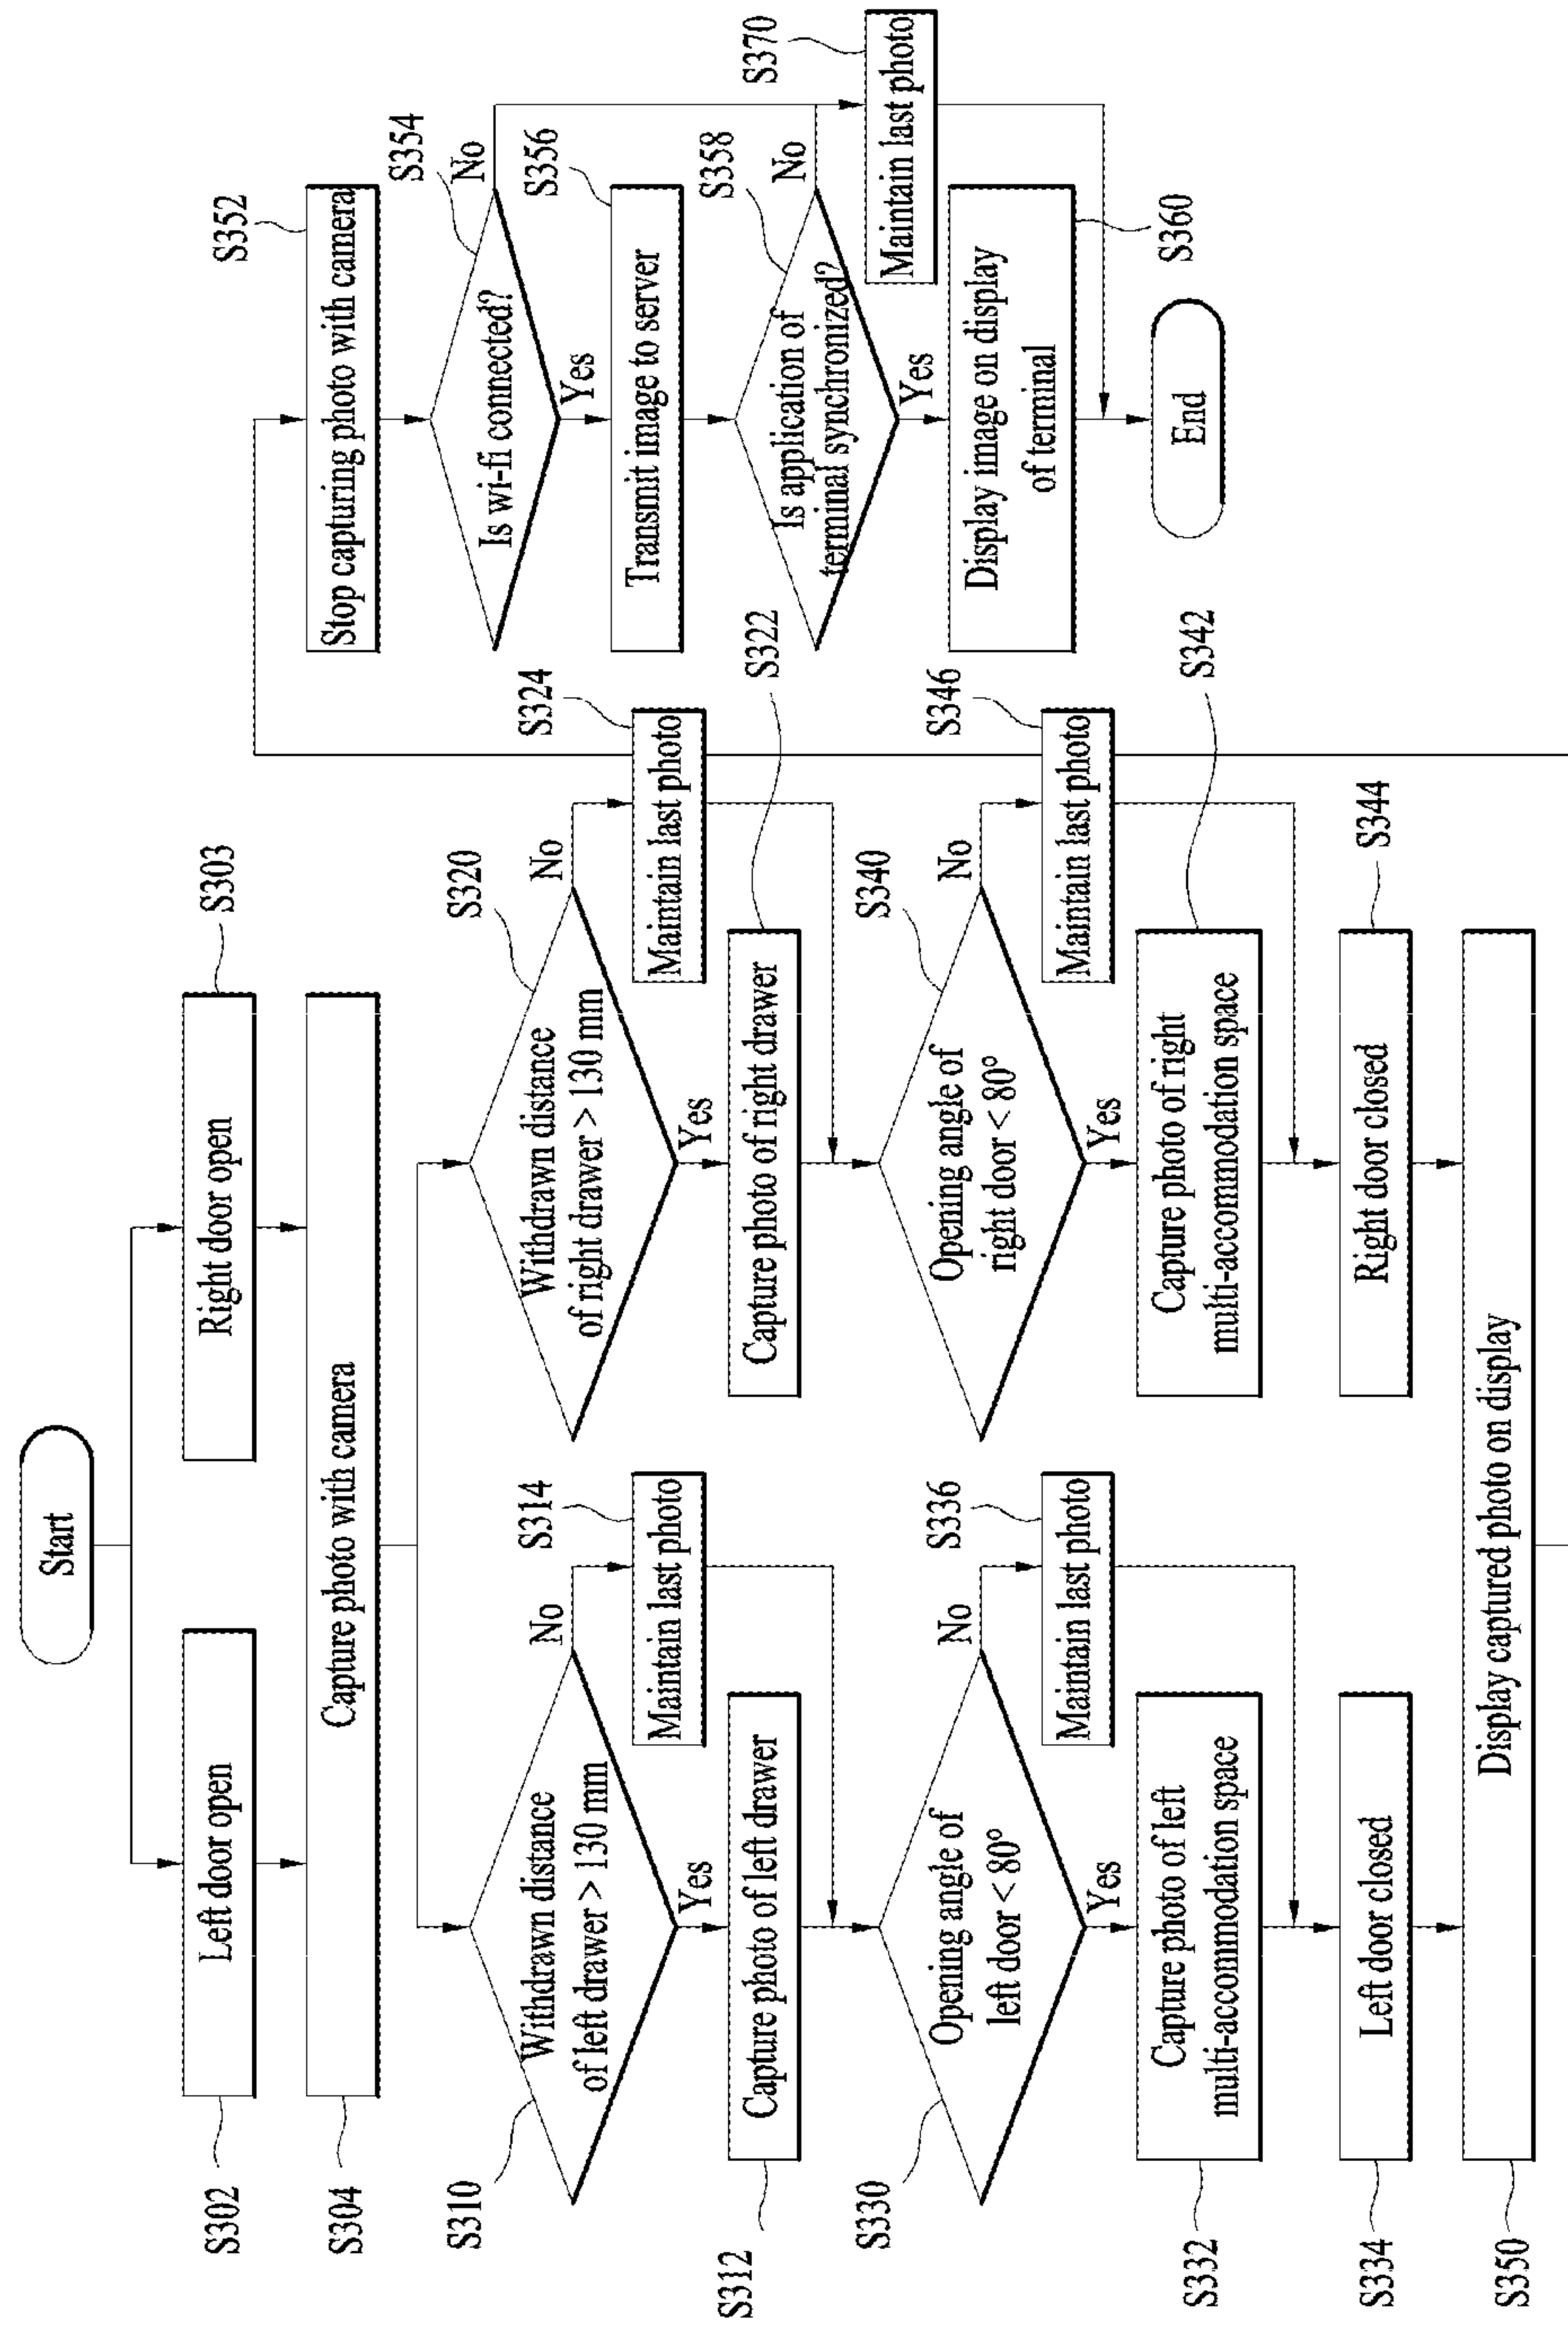 Start
S302
Left door open
Right door open
S303
S304
Capture photo with camera
S310
Withdrawn distance
of left drawer > 130 mm
No
S314
Maintain last photo
Yes
S312
Capture photo of left drawer
S330
Opening angle of
left door < 80°
No
S336
Maintain last photo
Yes
S332
Capture photo of left
multi-accommodation space
S334
Left door closed
Withdrawn distance
of right drawer > 130 mm
S320
No
S324
Maintain last photo
Yes
Capture photo of right drawer
S322
Opening angle of
right door < 80°
S340
No
S346
Maintain last photo
Yes
Capture photo of right
multi-accommodation space
S342
Right door closed
S344
S350
Display captured photo on display
Stop capturing photo with camera
S352
Is wi-fi connected?
S354
No
Yes
Transmit image to server
S356
Is application of
terminal synchronized?
S358
No
Yes
Maintain last photo
S370
Display image on display
of terminal
S360
End